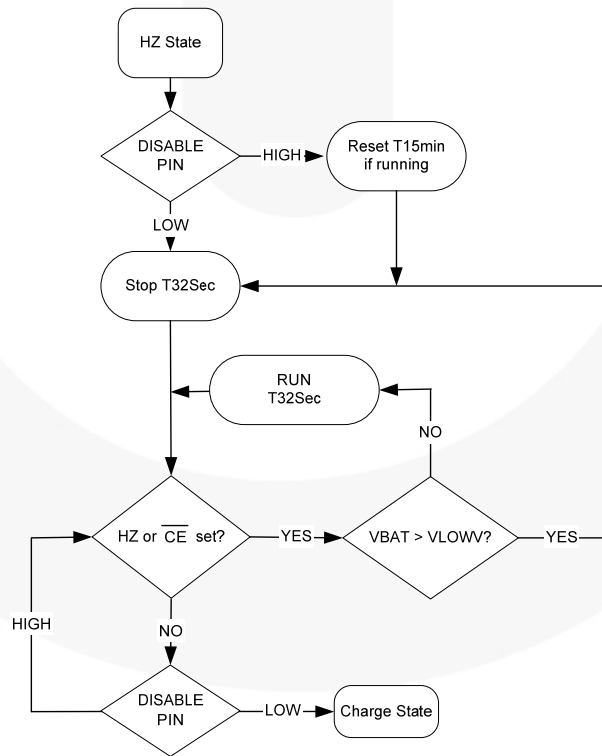 HZ State
DISABLE
PIN
HIGH
Reset T15min
if running
LOW
Stop T32Sec
RUN
T32Sec
NO
HZ or C̅E̅ set?
YES
VBAT > VLOWV?
YES
HIGH
NO
DISABLE
PIN
LOW
Charge State